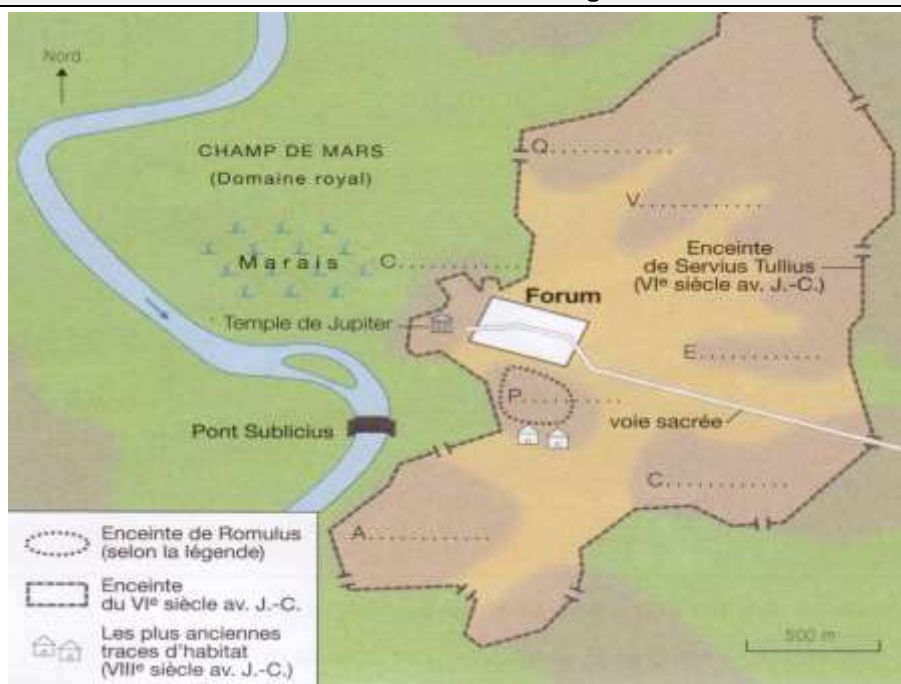 Nord
CHAMP DE MARS
(Domaine royal)
Marais
Q............
V............
C............
Enceinte
de Servius Tullius
(VIe siècle av. J.-C.)
Forum
Temple de Jupiter
E............
P............
voie sacrée
Pont Sublicius
C............
A............
Enceinte de Romulus
(selon la légende)
Enceinte
du VIe siècle av. J.-C.
Les plus anciennes
traces d'habitat
(VIIIe siècle av. J.-C.)
500 m